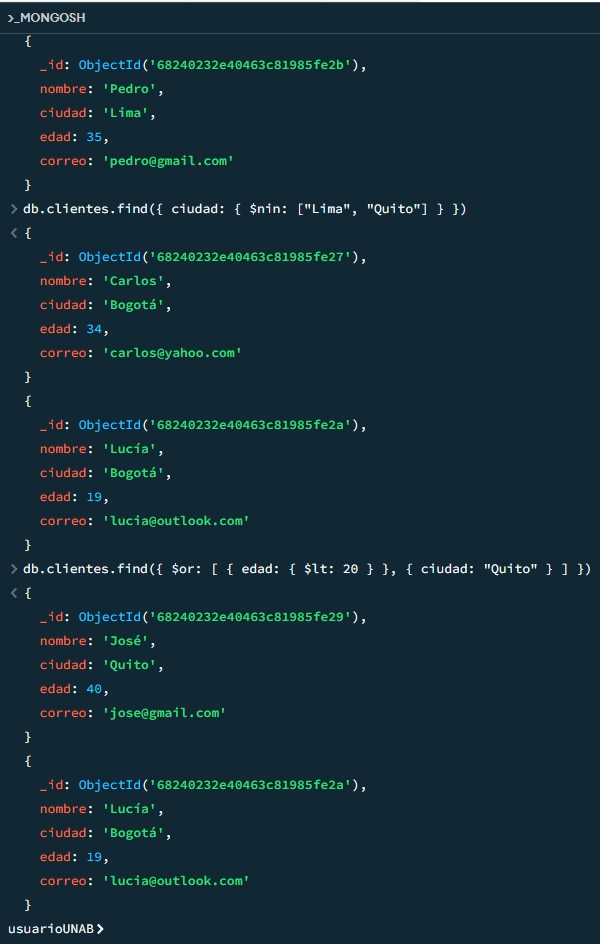 >_MONGOSH
{
_id: ObjectId('68240232e40463c81985fe2b'),
nombre: 'Pedro',
ciudad: 'Lima',
edad: 35,
correo: 'pedro@gmail.com'
}
> db.clientes.find({ ciudad: { $nin: ["Lima", "Quito"] } })
< {
_id: ObjectId('68240232e40463c81985fe27'),
nombre: 'Carlos',
ciudad: 'Bogotá',
edad: 34,
correo: 'carlos@yahoo.com'
}
{
_id: ObjectId('68240232e40463c81985fe2a'),
nombre: 'Lucía',
ciudad: 'Bogotá',
edad: 19,
correo: 'lucia@outlook.com'
}
> db.clientes.find({ $or: [ { edad: { $lt: 20 } }, { ciudad: "Quito" } ] })
< {
_id: ObjectId('68240232e40463c81985fe29'),
nombre: 'José',
ciudad: 'Quito',
edad: 40,
correo: 'jose@gmail.com'
}
{
_id: ObjectId('68240232e40463c81985fe2a'),
nombre: 'Lucía',
ciudad: 'Bogotá',
edad: 19,
correo: 'lucia@outlook.com'
}
usuarioUNAB>